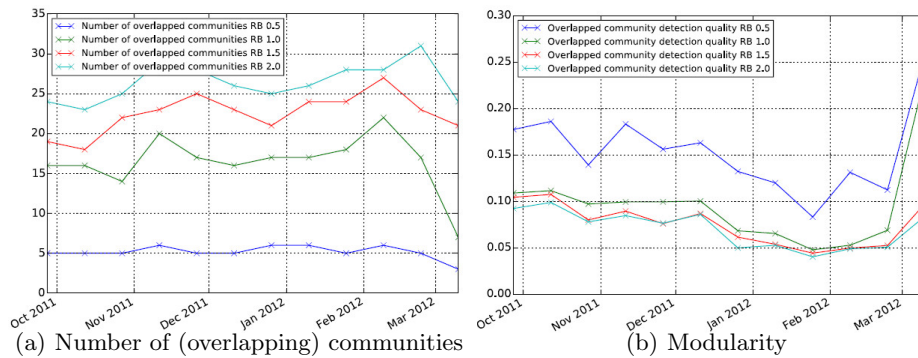 35
30
25
20
15
10
5
0
Number of overlapped communities RB 0.5
Number of overlapped communities RB 1.0
Number of overlapped communities RB 1.5
Number of overlapped communities RB 2.0
Oct 2011
Nov 2011
Dec 2011
Jan 2012
Feb 2012
Mar 2012
(a) Number of (overlapping) communities
0.30
0.25
0.20
0.15
0.10
0.05
0.00
Overlapped community detection quality RB 0.5
Overlapped community detection quality RB 1.0
Overlapped community detection quality RB 1.5
Overlapped community detection quality RB 2.0
Oct 2011
Nov 2011
Dec 2011
Jan 2012
Feb 2012
Mar 2012
(b) Modularity